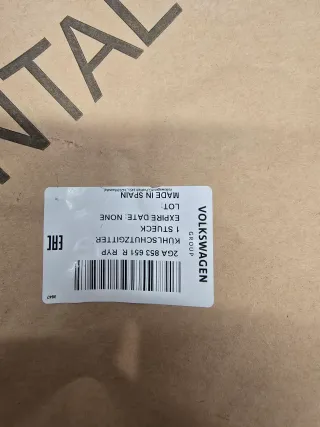 NTAL
VOLKSWAGEN
GROUP
2GA 853 651 R RYP
KUHLSCHUTZGITTER
1 STUECK
EXPIRE DATE: NONE
LOT:
MADE IN SPAIN
EAC